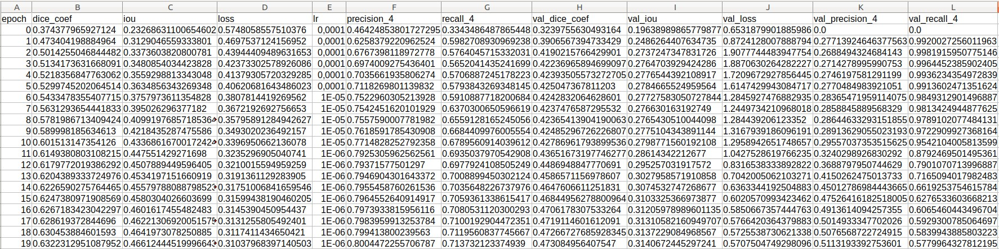 A B C D E F G H I J K L
epoch dice_coef iou loss lr precision_4 recall_4 val_dice_coef val_iou val_loss val_precision_4 val_recall_4
0 0.374377965927124 0.23268631100654602 0.5748058557510376 0,0001 0.46424853801727295 0.33434864878654​48 0.3239755630493164 0.19638989865779877 0.6531879901885986 0.0 0.0
1 0.473404198884964 0.3129046559333801 0.4697537124156952 0,0001 0.6258379220962524 0.5982708930969238 0.3906567394733429 0.2486264407634735 0.8724128007888794 0.27713924646377563 0.9920027256011963
2 0.5014255046844482 0.3373603820800781 0.43944409489631653 0,0001 0.6767398118972778 0.5764045715332031 0.4190215766429901 0.2737247347831726 1.9077744483947754 0.2688494324684143 0.9981915950775146
3 0.5134173631668091 0.3480854034423828 0.42373302578926086 0,0001 0.6974009275436401 0.5652041435241699 0.42236965894699097 0.2764703929424286 1.8870630264282227 0.2714278995990753 0.9964452385902405
4 0.5218356847763062 0.3559298813343048 0.41379305720329285 0,0001 0.7035661935806274 0.5706887245178223 0.42393505573272705 0.2776544392108917 1.7209672927856445 0.2746197581291199 0.9936234354972839
5 0.5299745202064514 0.3634856343269348 0.40620681643486023 0,0001 0.7118269801139832 0.5793843269348145 0.425047367811203 0.2784665524959564 1.6147429943084717 0.2770484983921051 0.9913602471351624
6 0.5433478355407715 0.3757973611354828 0.3807814419269562 1E-05 0.7522960305213928 0.5910887718200684 0.4242832064628601 0.27727583050727844 1.2845927476882935 0.28365471959114075 0.9849312901496887
7 0.5631293654441833 0.395026296377182 0.3672192692756653 1E-05 0.7542451620101929 0.6370300650596619 0.4237476587295532 0.276630163192749 1.2449734210968018 0.2858845889568329 0.9813424944877625
8 0.5781986713409424 0.4099197685718536 0.35795891284942627 1E-05 0.7557590007781982 0.6559128165245056 0.42365413904190063 0.2765430510044098 1.284439206123352 0.28644633293151855 0.9789102077484131
9 0.589998185634613 0.4218435287475586 0.3493020236492157 1E-05 0.7618591785430908 0.6684409976005554 0.42485296726226807 0.2775104343891144 1.3167939186096191 0.28913629055023193 0.9722909927368164
10 0.6015313147354126 0.4336861670017242 0.3396950662136078 1E-05 0.7714828252792358 0.6789560914039612 0.42786961793899536 0.2798771560192108 1.2958942651748657 0.29557037353515625 0.9542104005813599
11 0.6149380803108215 0.447551429271698 0.3235296905040741 1E-06 0.7925305962562561 0.6935037970542908 0.43651673197746277 0.28614342212677 1.0427528619766235 0.3240298926830292 0.8792469501495361
12 0.6179772019386292 0.4507889449596405 0.3210015594959259 1E-06 0.79371577501297 0.6977924108505249 0.4486948847770691 0.295257031917572 0.8316538333892822 0.3688797950744629 0.7901070713996887
13 0.6204389333724976 0.4534197151660919 0.3191361129283905 1E-06 0.7946904301643372 0.7008899450302124 0.4586571156978607 0.3027958571910858 0.7042005062103271 0.4150262475013733 0.7165094017982483
14 0.6226590275764465 0.4557978808879852 0.31751006841659546 1E-06 0.7955458760261536 0.7035648226737976 0.4647606611251831 0.3074532747268677 0.6363344192504883 0.45012786984443665 0.6619253754615784
15 0.6247380971908569 0.4580304026603699 0.31599438190460205 1E-06 0.7964552640914917 0.7059361338615417 0.46844956278800964 0.3103325366973877 0.6020570993423462 0.47526416182518005 0.6276533603668213
16 0.6267183423042297 0.4601617455482483 0.3145390450954437 1E-06 0.7973933815956116 0.7080531120300293 0.4706178307533264 0.31205978989601135 0.5850667357444763 0.4913614094257355 0.6065460443496704
17 0.628619372844696 0.4622130692005157 0.3131255805492401 1E-06 0.7983959913253784 0.7100192904472351 0.4719114601612091 0.31310582160949707 0.5766420364379883 0.5014933347702026 0.5929300785064697
18 0.630453884601593 0.4641973078250885 0.3117411434650421 1E-06 0.799413800239563 0.7119560837745667 0.47266727685928345 0.3137229084968567 0.5725538730621338 0.5076568722724915 0.5839943885803223
19 0.6322312951087952 0.4661244451999664 0.31037968397140503 1E-06 0.8004472255706787 0.713732123374939 0.473084956407547 0.3140672445297241 0.5707504749298096 0.5113193392753601 0.5779964327812195